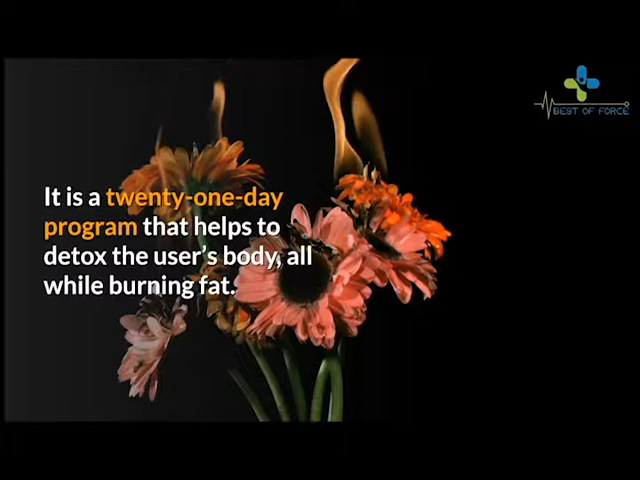 BEST OF FORCE
It is a twenty-one-day
program that helps to
detox the user's body, all
while burning fat.